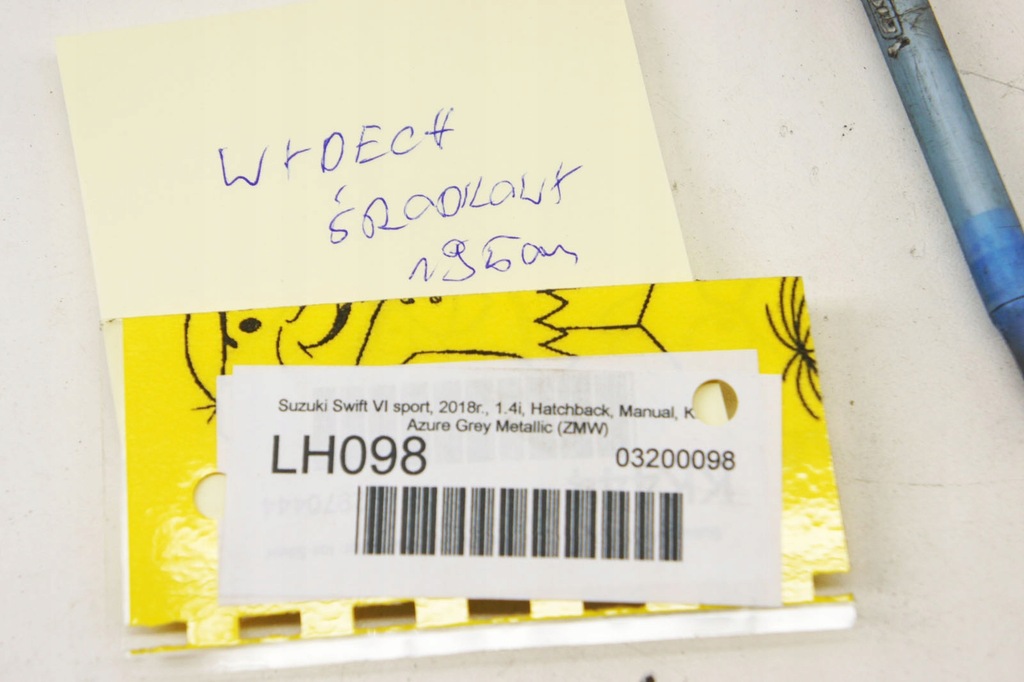 WYDECH
ŚRODKOWY
195cm
Suzuki Swift VI sport, 2018r., 1.4i, Hatchback, Manual, K
Azure Grey Metallic (ZMW)
LH098 03200098